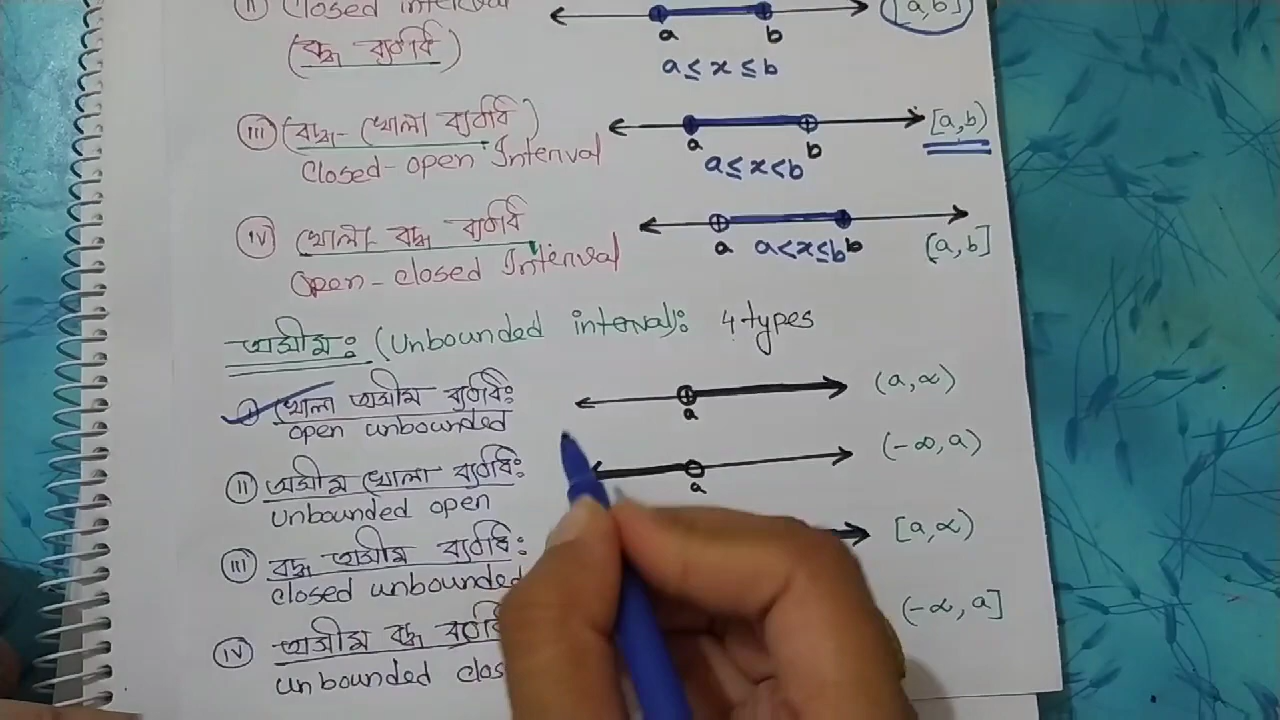 (ii) Closed interval
[a,b]
(বদ্ধ ব্যবধি)
a b
a ≤ x ≤ b
(iii) (বদ্ধ-খোলা ব্যবধি)
Closed-open Interval
a b
a ≤ x < b
[a,b)
(iv) খোলা-বদ্ধ ব্যবধি
Open-closed Interval
a b
a < x ≤ b
(a,b]
অসীম: (Unbounded interval): 4 types
খোলা অসীম ব্যবধি:
open unbounded
a
(a,∞)
(ii) অসীম খোলা ব্যবধি:
unbounded open
a
(-∞,a)
(iii) বদ্ধ অসীম ব্যবধি:
closed unbounded
[a,∞)
(iv) অসীম বদ্ধ
unbounded
(-∞,a]